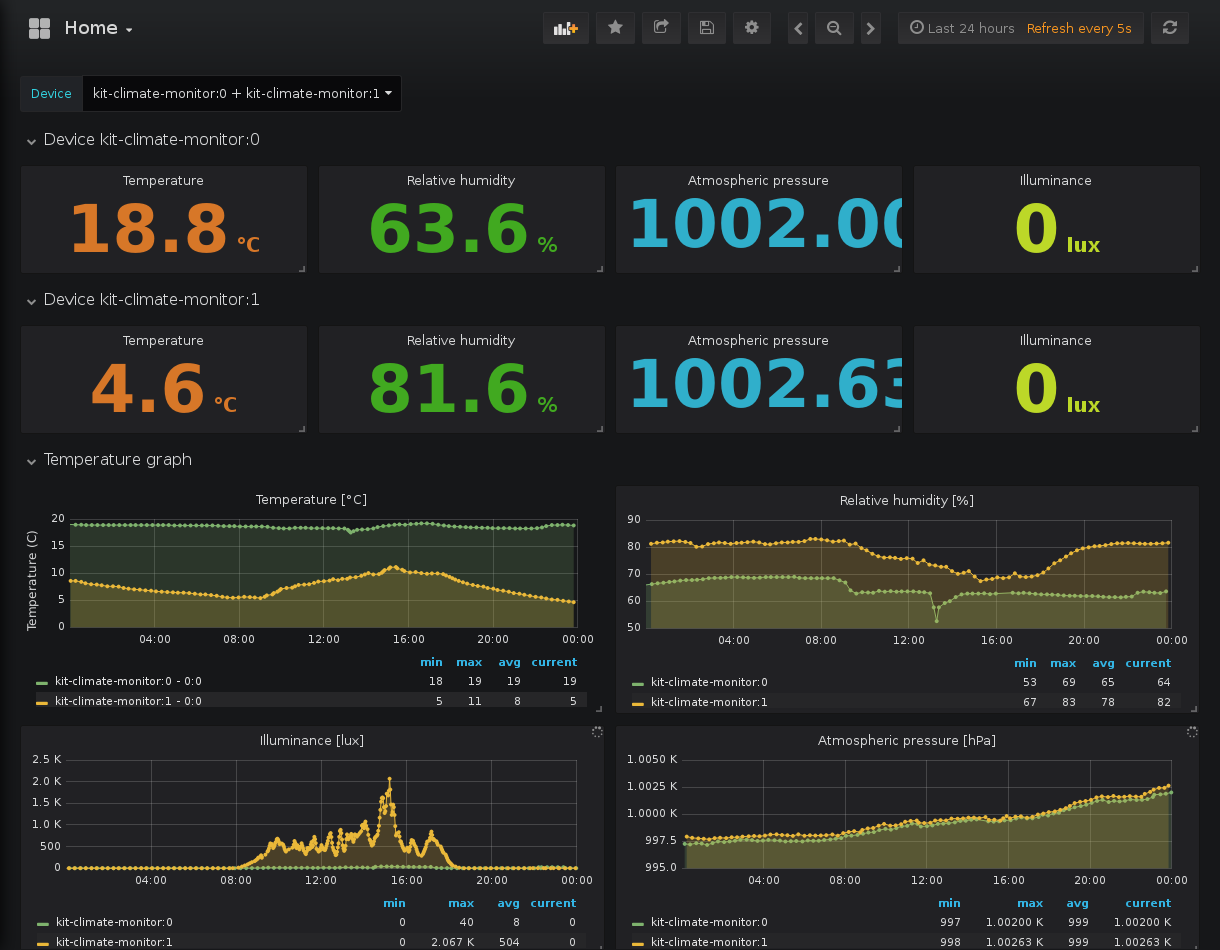 Home
Last 24 hours Refresh every 5s
Device kit-climate-monitor:0 + kit-climate-monitor:1
Device kit-climate-monitor:0
Temperature Relative humidity Atmospheric pressure Illuminance
18.8 °C 63.6 % 1002.00 0 lux
Device kit-climate-monitor:1
Temperature Relative humidity Atmospheric pressure Illuminance
4.6 °C 81.6 % 1002.63 0 lux
Temperature graph
Temperature [°C]
Temperature (C)
20
15
10
5
0
04:00 08:00 12:00 16:00 20:00 00:00
min max avg current
kit-climate-monitor:0 - 0:0 18 19 19 19
kit-climate-monitor:1 - 0:0 5 11 8 5
Relative humidity [%]
90
80
70
60
50
04:00 08:00 12:00 16:00 20:00 00:00
min max avg current
kit-climate-monitor:0 53 69 65 64
kit-climate-monitor:1 67 83 78 82
Illuminance [lux]
2.5 K
2.0 K
1.5 K
1.0 K
500
0
04:00 08:00 12:00 16:00 20:00 00:00
min max avg current
kit-climate-monitor:0 0 40 8 0
kit-climate-monitor:1 0 2.067 K 504 0
Atmospheric pressure [hPa]
1.0050 K
1.0025 K
1.0000 K
997.5
995.0
04:00 08:00 12:00 16:00 20:00 00:00
min max avg current
kit-climate-monitor:0 997 1.00200 K 999 1.00200 K
kit-climate-monitor:1 998 1.00263 K 999 1.00263 K